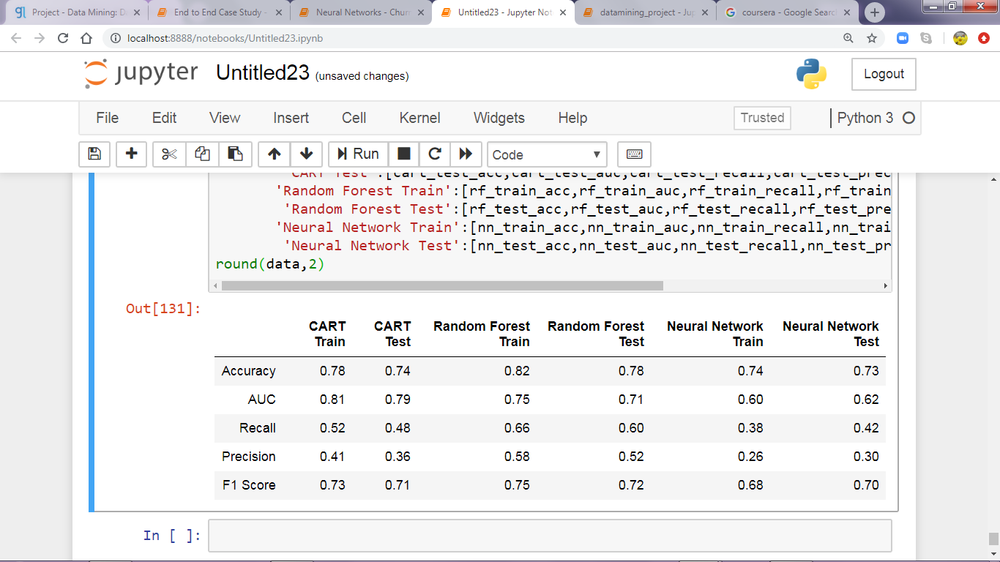 Project - Data Mining: D
End to End Case Study -
Neural Networks - Chur
Untitled23 - Jupyter Not
datamining_project - Jup
coursera - Google Searc
localhost:8888/notebooks/Untitled23.ipynb
jupyter Untitled23 (unsaved changes)
Logout
File Edit View Insert Cell Kernel Widgets Help
Trusted
Python 3
Run
Code
'CART Test':[cart_test_acc,cart_test_auc,cart_test_recall,cart_test_prec
'Random Forest Train':[rf_train_acc,rf_train_auc,rf_train_recall,rf_train
'Random Forest Test':[rf_test_acc,rf_test_auc,rf_test_recall,rf_test_pre
'Neural Network Train':[nn_train_acc,nn_train_auc,nn_train_recall,nn_trai
'Neural Network Test':[nn_test_acc,nn_test_auc,nn_test_recall,nn_test_pr
round(data,2)
Out[131]:
CART CART Random Forest Random Forest Neural Network Neural Network
Train Test Train Test Train Test
Accuracy 0.78 0.74 0.82 0.78 0.74 0.73
AUC 0.81 0.79 0.75 0.71 0.60 0.62
Recall 0.52 0.48 0.66 0.60 0.38 0.42
Precision 0.41 0.36 0.58 0.52 0.26 0.30
F1 Score 0.73 0.71 0.75 0.72 0.68 0.70
In [ ]: